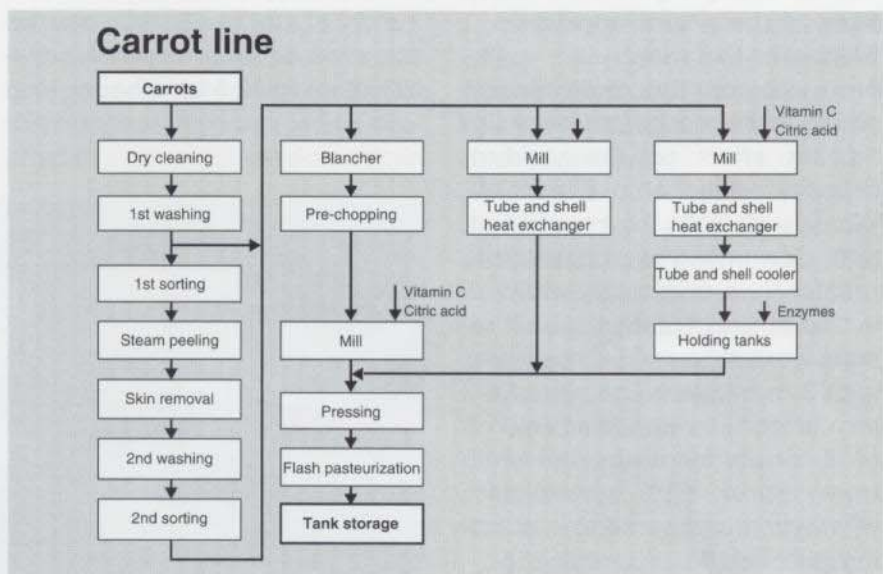 Carrot line
Carrots
Dry cleaning
1st washing
1st sorting
Steam peeling
Skin removal
2nd washing
2nd sorting
Blancher
Pre-chopping
Vitamin C
Citric acid
Mill
Pressing
Flash pasteurization
Tank storage
Mill
Tube and shell
heat exchanger
Vitamin C
Citric acid
Mill
Tube and shell
heat exchanger
Tube and shell cooler
Enzymes
Holding tanks